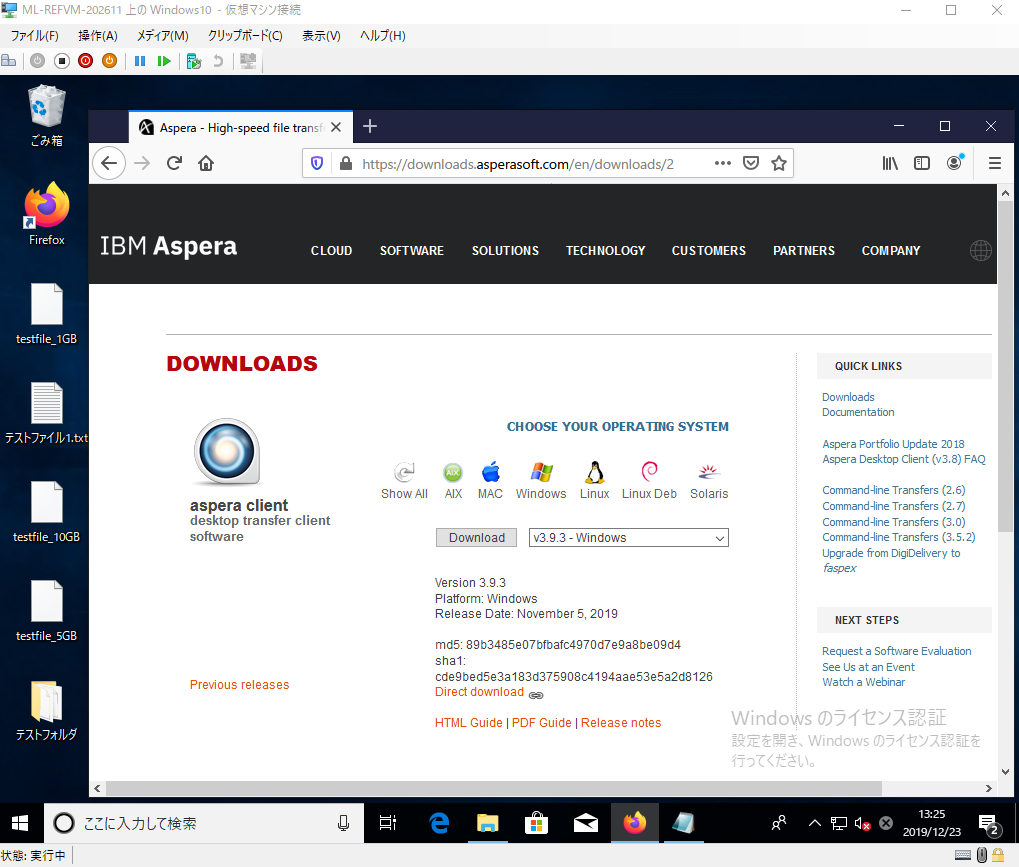 ML-REFVM-202611 上の Windows10 - 仮想マシン接続
ファイル(F) 操作(A) メディア(M) クリップボード(C) 表示(V) ヘルプ(H)
ごみ箱
Firefox
testfile_1GB
テストファイル1.txt
testfile_10GB
testfile_5GB
テストフォルダ
Aspera - High-speed file transf
https://downloads.asperasoft.com/en/downloads/2
IBM Aspera
CLOUD SOFTWARE SOLUTIONS TECHNOLOGY CUSTOMERS PARTNERS COMPANY
DOWNLOADS
aspera client
desktop transfer client
software
Previous releases
CHOOSE YOUR OPERATING SYSTEM
AIX
Show All AIX MAC Windows Linux Linux Deb Solaris
Download v3.9.3 - Windows
Version 3.9.3
Platform: Windows
Release Date: November 5, 2019
md5: 89b3485e07bfbafc4970d7e9a8be09d4
sha1:
cde9bed5e3a183d375908c4194aae53e5a2d8126
Direct download
HTML Guide | PDF Guide | Release notes
QUICK LINKS
Downloads
Documentation
Aspera Portfolio Update 2018
Aspera Desktop Client (v3.8) FAQ
Command-line Transfers (2.6)
Command-line Transfers (2.7)
Command-line Transfers (3.0)
Command-line Transfers (3.5.2)
Upgrade from DigiDelivery to
faspex
NEXT STEPS
Request a Software Evaluation
See Us at an Event
Watch a Webinar
Windows のライセンス認証
設定を開き、Windows のライセンス認証を
行ってください。
ここに入力して検索
13:25
2019/12/23
2
状態: 実行中